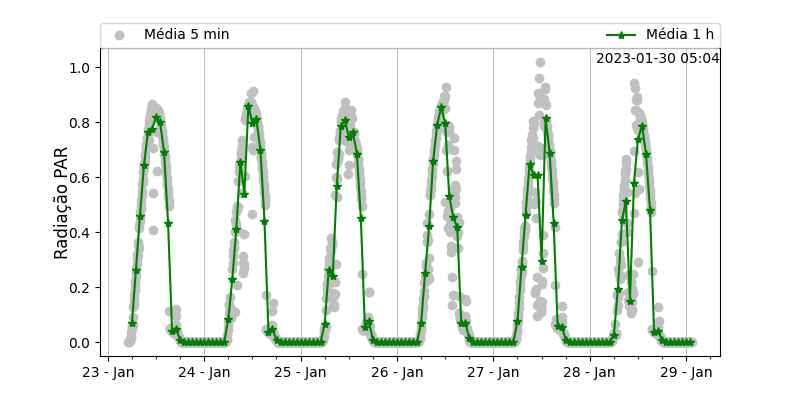 Média 5 min
Média 1 h
2023-01-30 05:04
Radiação PAR
1.0
0.8
0.6
0.4
0.2
0.0
23 - Jan
24 - Jan
25 - Jan
26 - Jan
27 - Jan
28 - Jan
29 - Jan